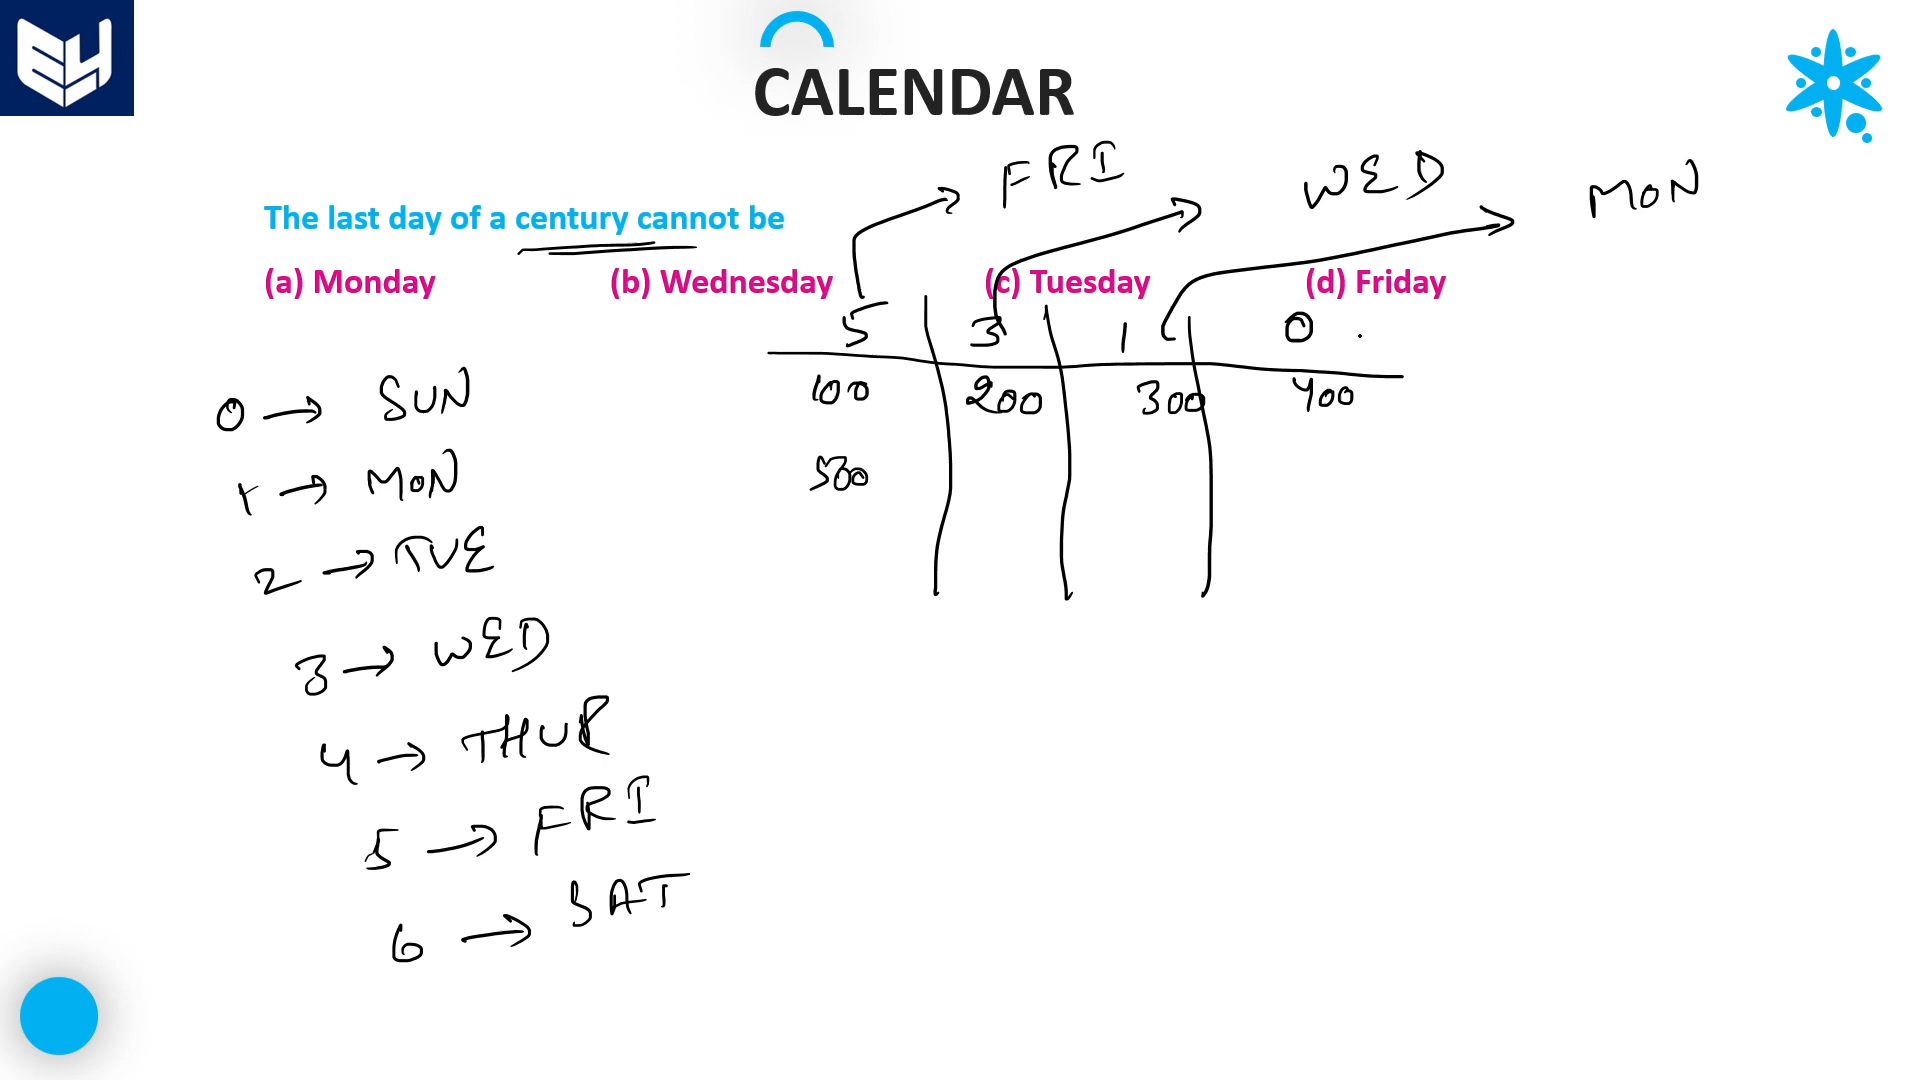 CALENDAR
FRI WED MON
The last day of a century cannot be
(a) Monday (b) Wednesday (c) Tuesday (d) Friday
5 3 1 0
100 200 300 400
500
0 → SUN
1 → MON
2 → TUE
3 → WED
4 → THUR
5 → FRI
6 → SAT